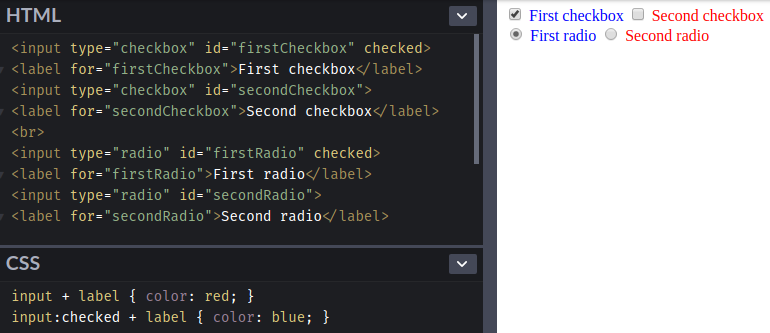 HTML
<input type="checkbox" id="firstCheckbox" checked>
<label for="firstCheckbox">First checkbox</label>
<input type="checkbox" id="secondCheckbox">
<label for="secondCheckbox">Second checkbox</label>
<br>
<input type="radio" id="firstRadio" checked>
<label for="firstRadio">First radio</label>
<input type="radio" id="secondRadio">
<label for="secondRadio">Second radio</label>
CSS
input + label { color: red; }
input:checked + label { color: blue; }
First checkbox Second checkbox
First radio Second radio